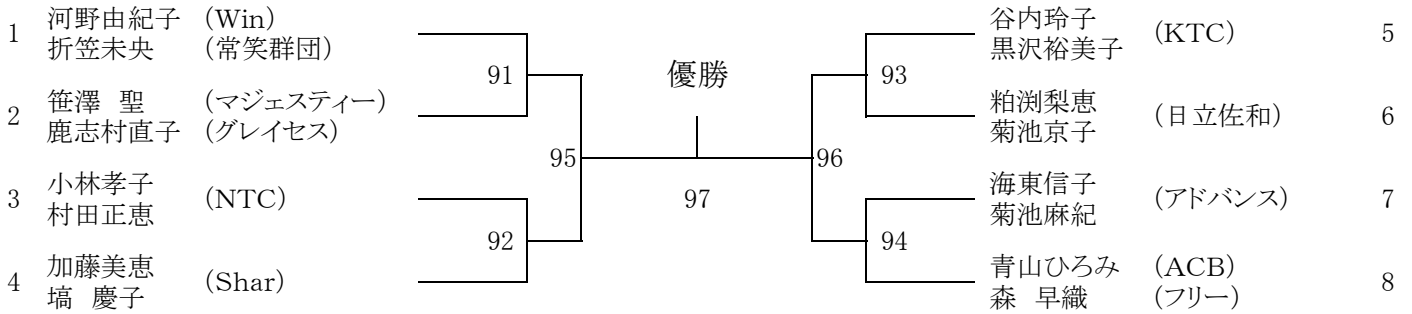 1 河野由紀子 (Win)
折笠未央 (常笑群団)
91
2 笹澤 聖 (マジェスティー)
鹿志村直子 (グレイセス)
95
3 小林孝子 (NTC)
村田正恵
92
4 加藤美恵 (Shar)
塙 慶子
優勝
97
谷内玲子 (KTC) 5
黒沢裕美子
93
粕渕梨恵 (日立佐和) 6
菊池京子
96
海東信子 (アドバンス) 7
菊池麻紀
94
青山ひろみ (ACB) 8
森 早織 (フリー)